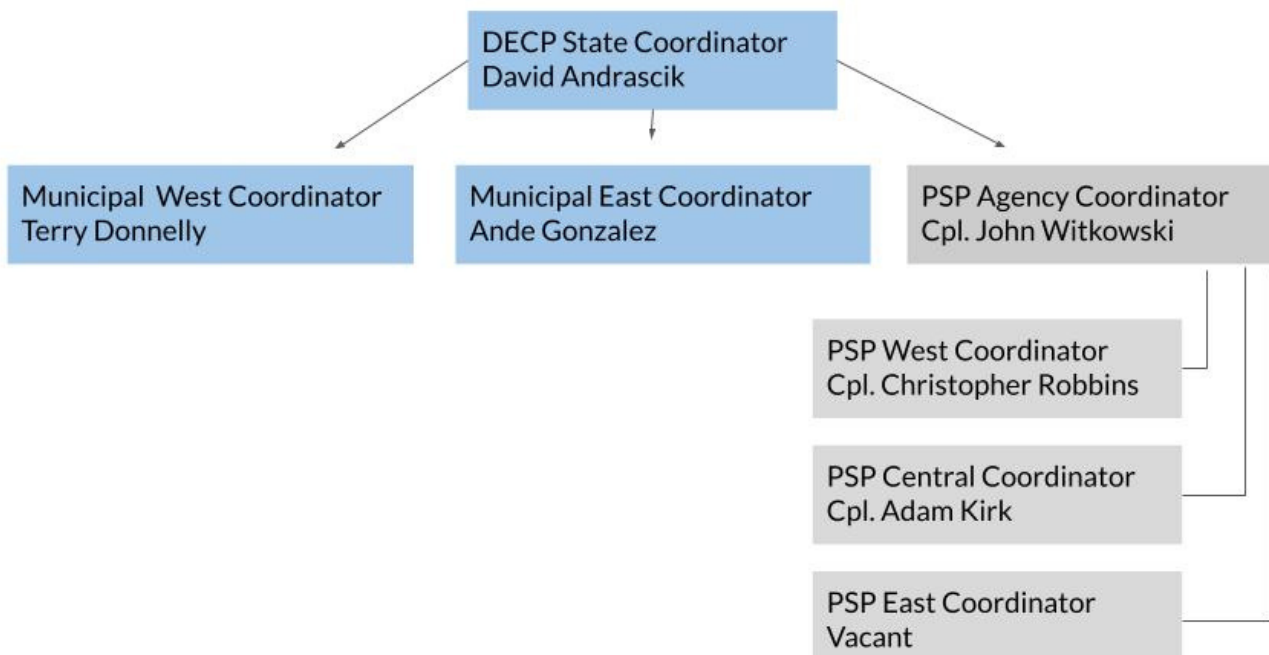 DECP State Coordinator
David Andrascik
Municipal  West Coordinator
Terry Donnelly
Municipal East Coordinator
Ande Gonzalez
PSP Agency Coordinator
Cpl. John Witkowski
PSP West Coordinator
Cpl. Christopher Robbins
PSP Central Coordinator
Cpl. Adam Kirk
PSP East Coordinator
Vacant